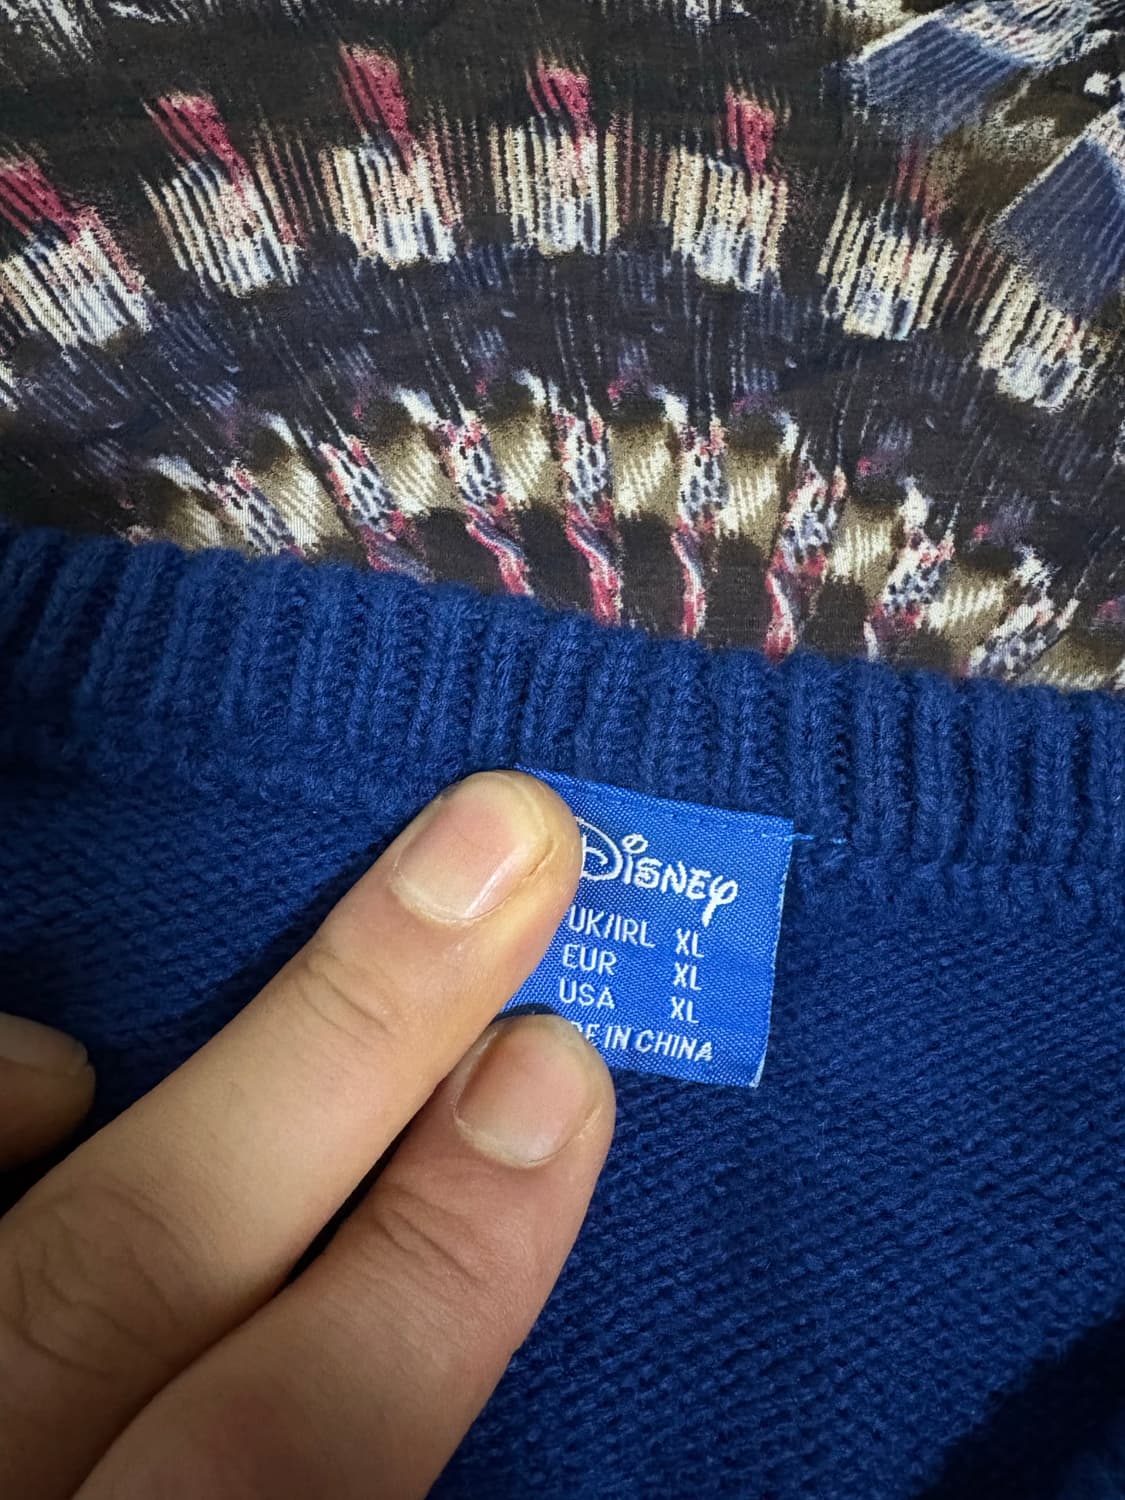 Disney
UK/IRL XL
EUR XL
USA XL
E IN CHINA